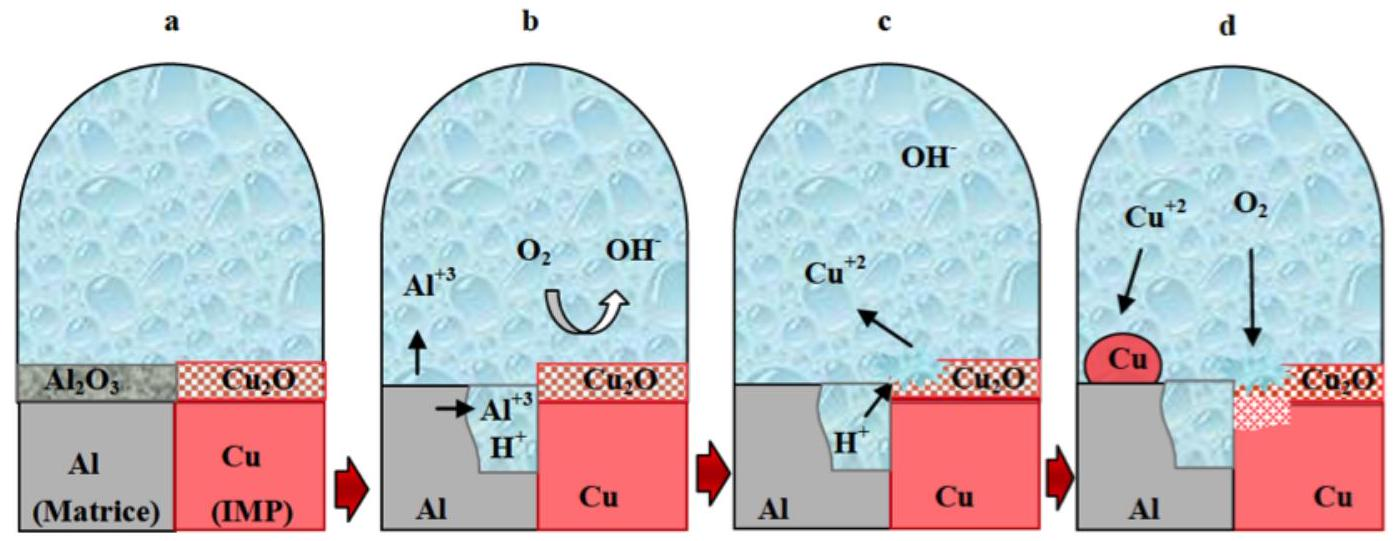 a
Al₂O₃
Cu₂O
Al
(Matrice)
Cu
(IMP)
b
Al⁺³
O₂
OH⁻
Cu₂O
Al⁺³
H⁺
Al
Cu
c
OH⁻
Cu⁺²
Cu₂O
H⁺
Al
Cu
d
Cu⁺²
O₂
Cu
Cu₂O
Al
Cu